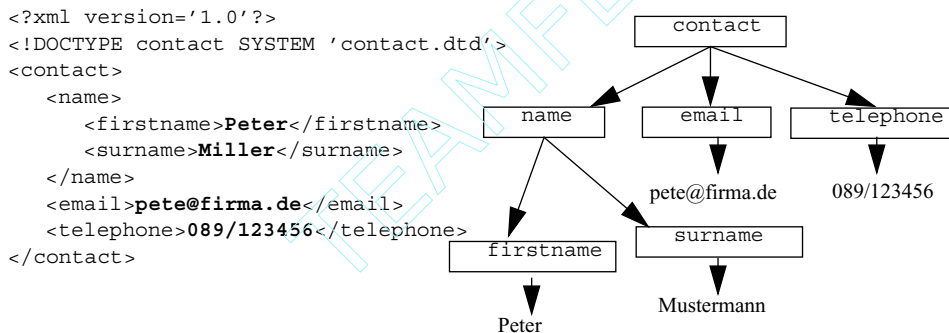 <?xml version='1.0'?>
<!DOCTYPE contact SYSTEM 'contact.dtd'>
<contact>
<name>
<firstname>Peter</firstname>
<surname>Miller</surname>
</name>
<email>pete@firma.de</email>
<telephone>089/123456</telephone>
</contact>
contact
name
email
telephone
pete@firma.de
089/123456
firstname
surname
Peter
Mustermann